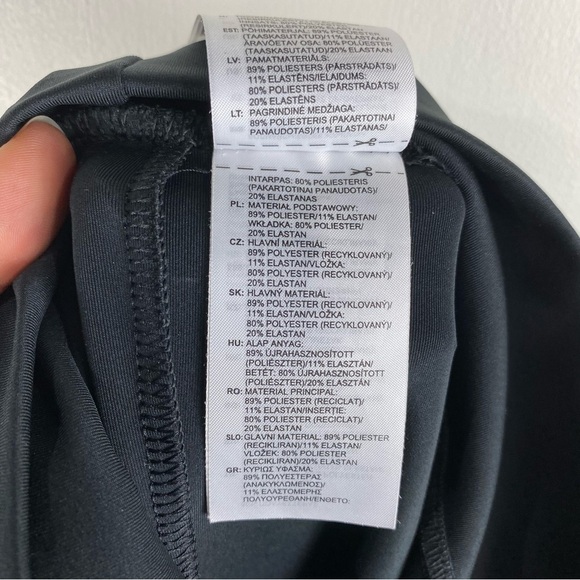 (RESIRKULERT)/20% ELASTAN
EST: PÕHIMATERJAL: 89% POLÜESTER
(TAASKASUTATUD)/11% ELASTAAN/
ÄRAVÕETAV OSA: 80% POLÜESTER
(TAASKASUTATUD)/20% ELASTAAN
LV: PAMATMATERIĀLS:
89% POLIESTERS (PĀRSTRĀDĀTS)/
11% ELASTĒNS/IELAIDUMS:
80% POLIESTERS (PĀRSTRĀDĀTS)/
20% ELASTĒNS
LT: PAGRINDINĖ MEDŽIAGA:
89% POLIESTERIS (PAKARTOTINAI
PANAUDOTAS)/11% ELASTANAS/
INTARPAS: 80% POLIESTERIS
(PAKARTOTINAI PANAUDOTAS)/
20% ELASTANAS
PL: MATERIAŁ PODSTAWOWY:
89% POLIESTER/11% ELASTAN/
WKŁADKA: 80% POLIESTER/
20% ELASTAN
CZ: HLAVNÍ MATERIÁL:
89% POLYESTER (RECYKLOVANÝ)/
11% ELASTAN/VLOŽKA:
80% POLYESTER (RECYKLOVANÝ)/
20% ELASTAN
SK: HLAVNÝ MATERIÁL:
89% POLYESTER (RECYKLOVANÝ)/
11% ELASTAN/VLOŽKA:
80% POLYESTER (RECYKLOVANÝ)/
20% ELASTAN
HU: ALAP ANYAG:
89% ÚJRAHASZNOSÍTOTT
(POLIÉSZTER)/11% ELASZTÁN/
BETÉT: 80% ÚJRAHASZNOSÍTOTT
(POLIÉSZTER)/20% ELASZTÁN
RO: MATERIAL PRINCIPAL:
89% POLIESTER (RECICLAT)/
11% ELASTAN/INSERȚIE:
80% POLIESTER (RECICLAT)/
20% ELASTAN
SLO: GLAVNI MATERIAL: 89% POLIESTER
(RECIKLIRAN)/11% ELASTAN/
VLOŽEK: 80% POLIESTER
(RECIKLIRAN)/20% ELASTAN
GR: ΚΥΡΙΩΣ ΥΦΑΣΜΑ:
89% ΠΟΛΥΕΣΤΕΡΑΣ
(ΑΝΑΚΥΚΛΩΜΕΝΟΣ)/
11% ΕΛΑΣΤΟΜΕΡΗΣ
ΠΟΛΥΟΥΡΕΘΑΝΗ/ΕΝΘΕΤΟ: